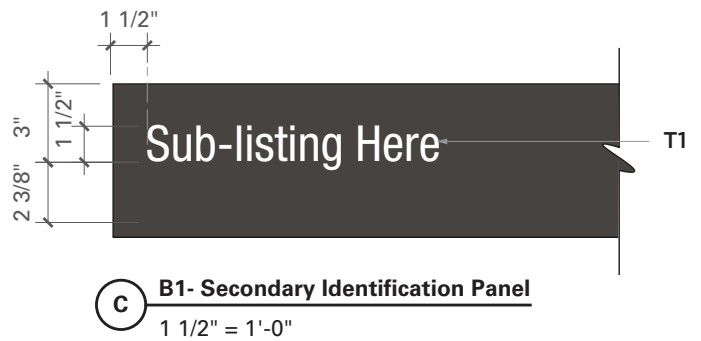 1 1/2"
3"
1 1/2"
2 3/8"
Sub-listing Here
T1
C
B1- Secondary Identification Panel
1 1/2" = 1'-0"